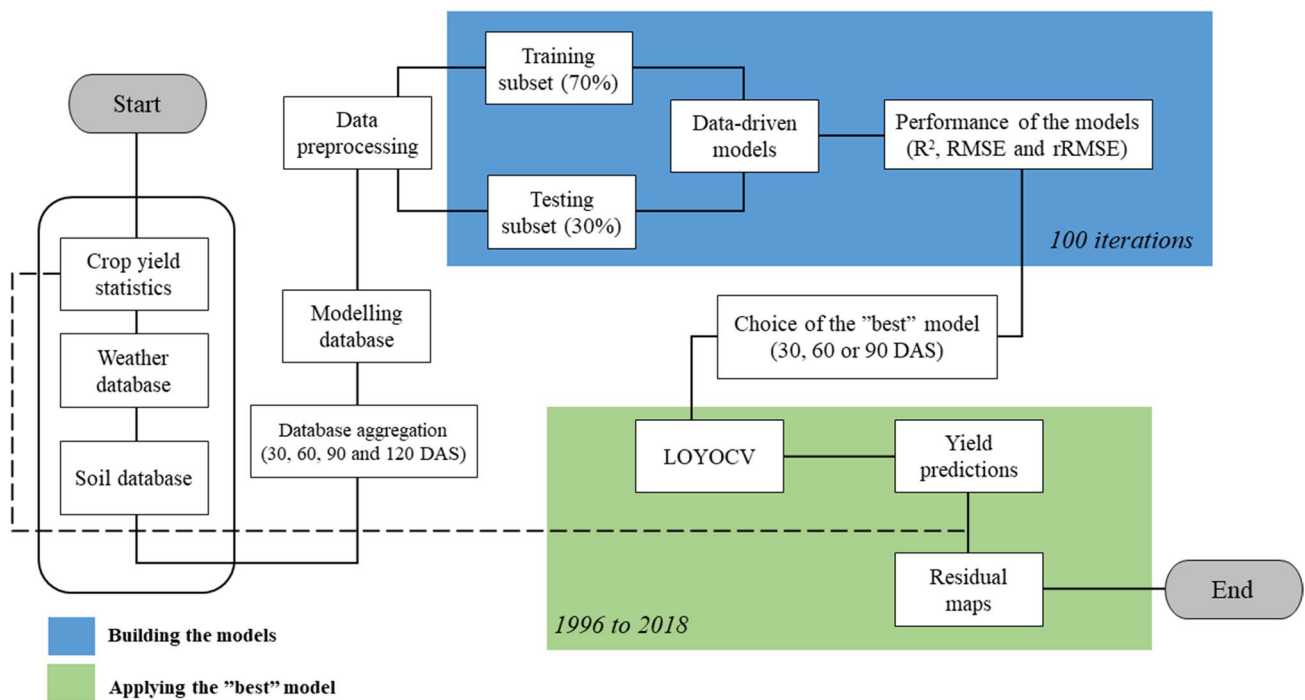 Start
Crop yield
statistics
Weather
database
Soil database
Database aggregation
(30, 60, 90 and 120 DAS)
Modelling
database
Data
preprocessing
Training
subset (70%)
Testing
subset (30%)
Data-driven
models
Performance of the models
(R², RMSE and rRMSE)
100 iterations
Choice of the ”best” model
(30, 60 or 90 DAS)
LOYOCV
Yield
predictions
Residual
maps
1996 to 2018
End
Building the models
Applying the ”best” model